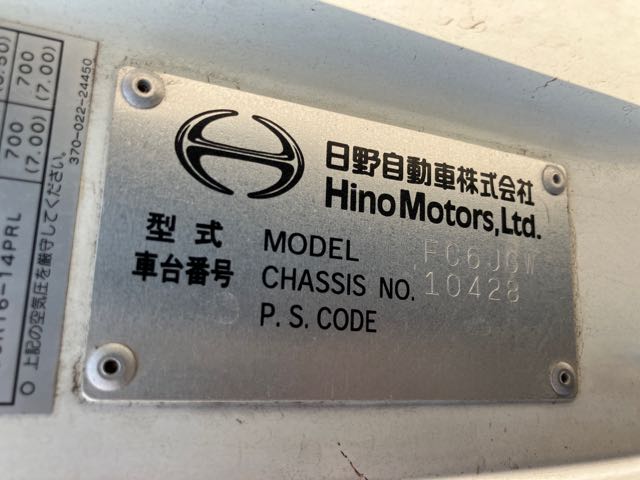 日野自動車株式会社
Hino Motors, Ltd.
型式 MODEL FC6JGW
車台番号 CHASSIS NO. 10428
P. S. CODE
700 700
(7.00) (7.00)
-14PRL
○ 上記の空気圧を厳守してください。
370-022-24450